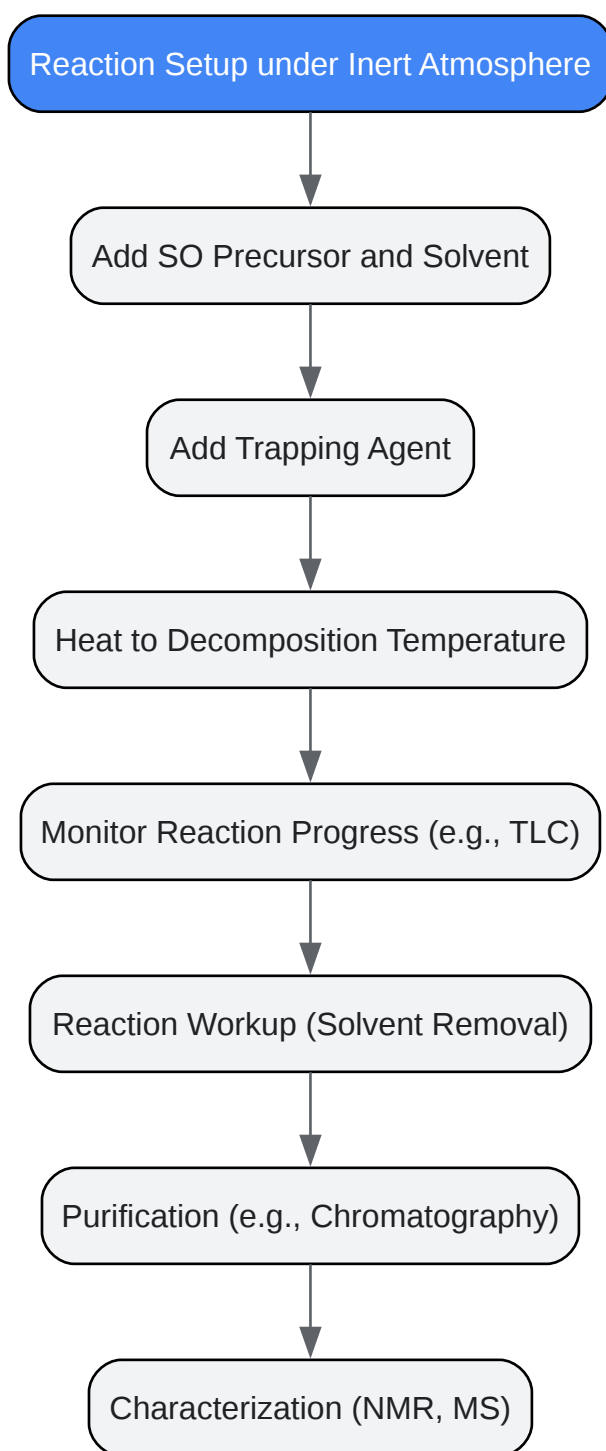 Reaction Setup under Inert Atmosphere
Add SO Precursor and Solvent
Add Trapping Agent
Heat to Decomposition Temperature
Monitor Reaction Progress (e.g., TLC)
Reaction Workup (Solvent Removal)
Purification (e.g., Chromatography)
Characterization (NMR, MS)